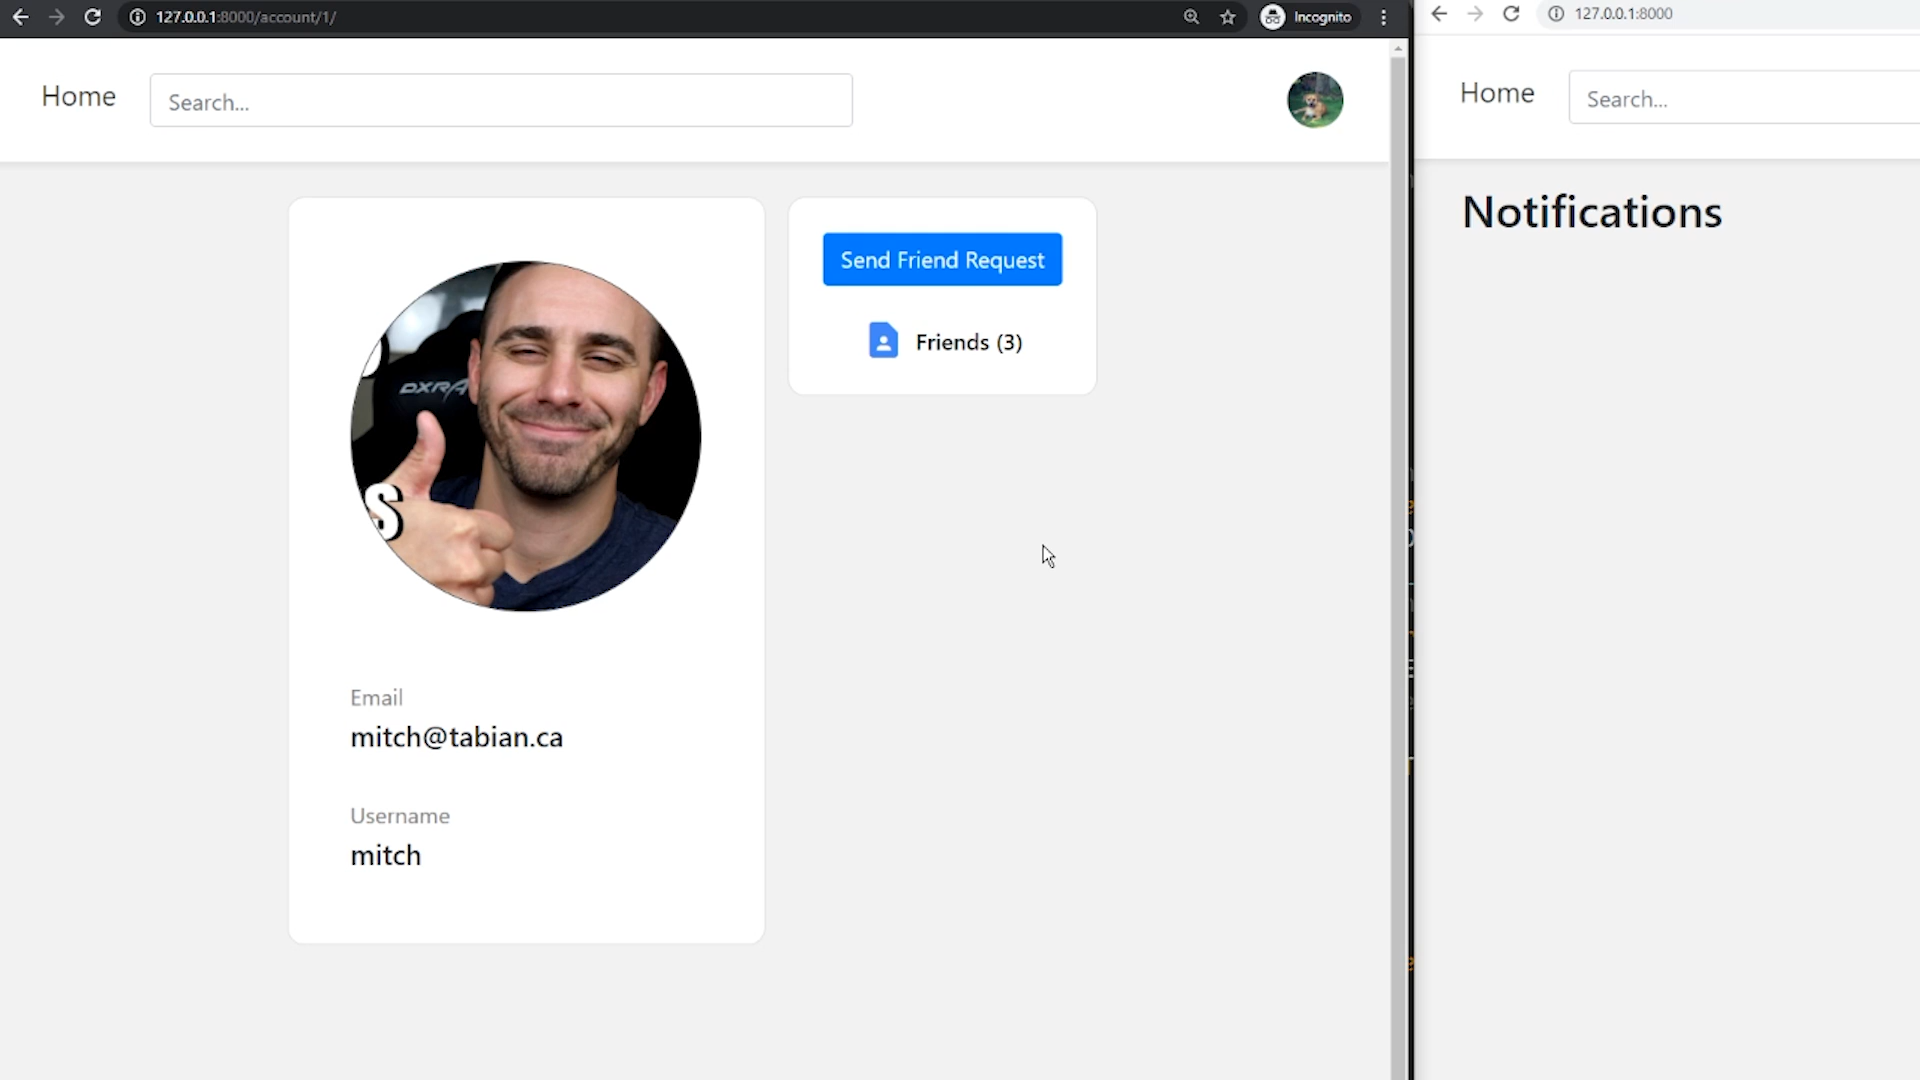 127.0.0.1:8000/account/1/
Incognito
Home
Search...
Send Friend Request
Friends (3)
S
Email
mitch@tabian.ca
Username
mitch
127.0.0.1:8000
Home
Search...
Notifications